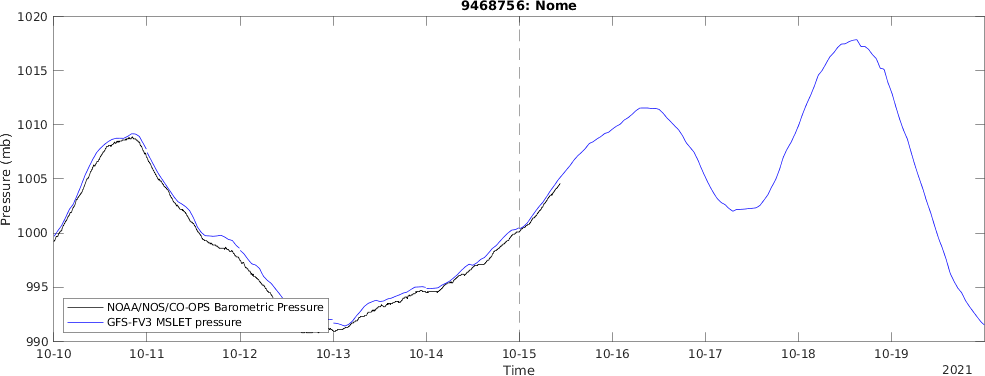 9468756: Nome
1020
1015
1010
1005
1000
995
990
Pressure (mb)
NOAA/NOS/CO-OPS Barometric Pressure
GFS-FV3 MSLET pressure
10-10 10-11 10-12 10-13 10-14 10-15 10-16 10-17 10-18 10-19
Time
2021